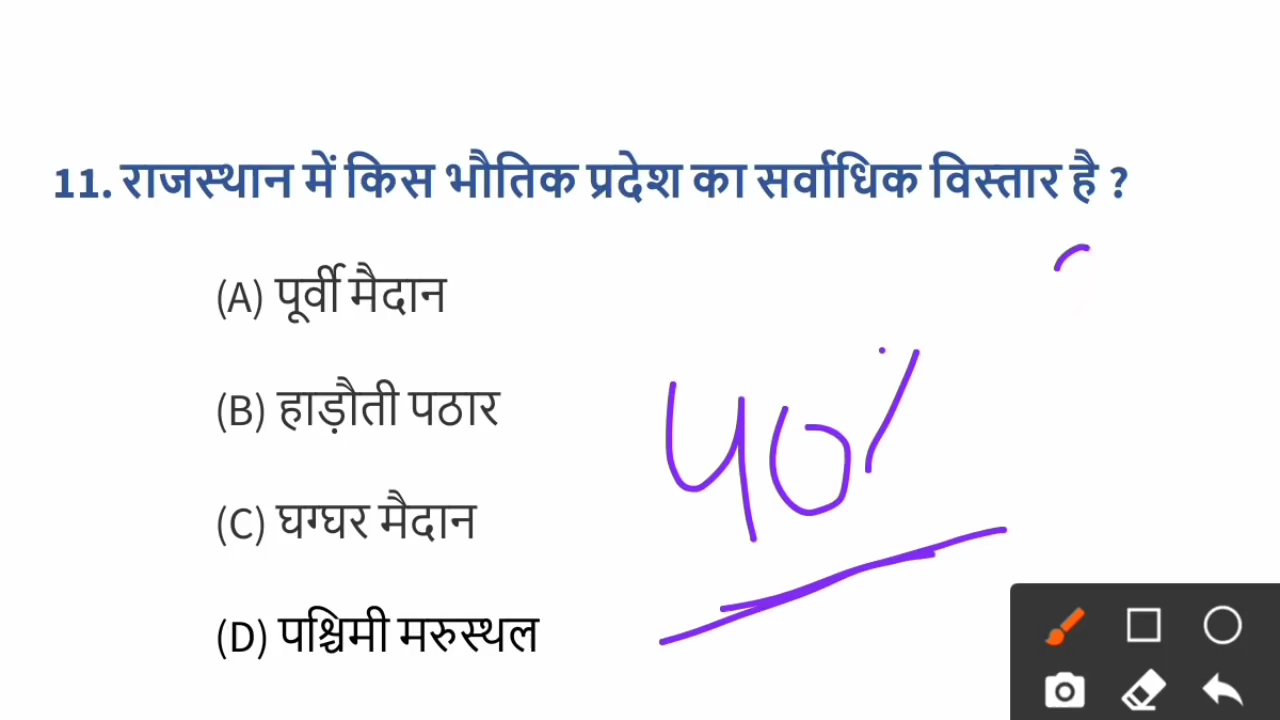 11. राजस्थान में किस भौतिक प्रदेश का सर्वाधिक विस्तार है ?
(A) पूर्वी मैदान
(B) हाड़ौती पठार
40%
(C) घग्घर मैदान
(D) पश्चिमी मरुस्थल